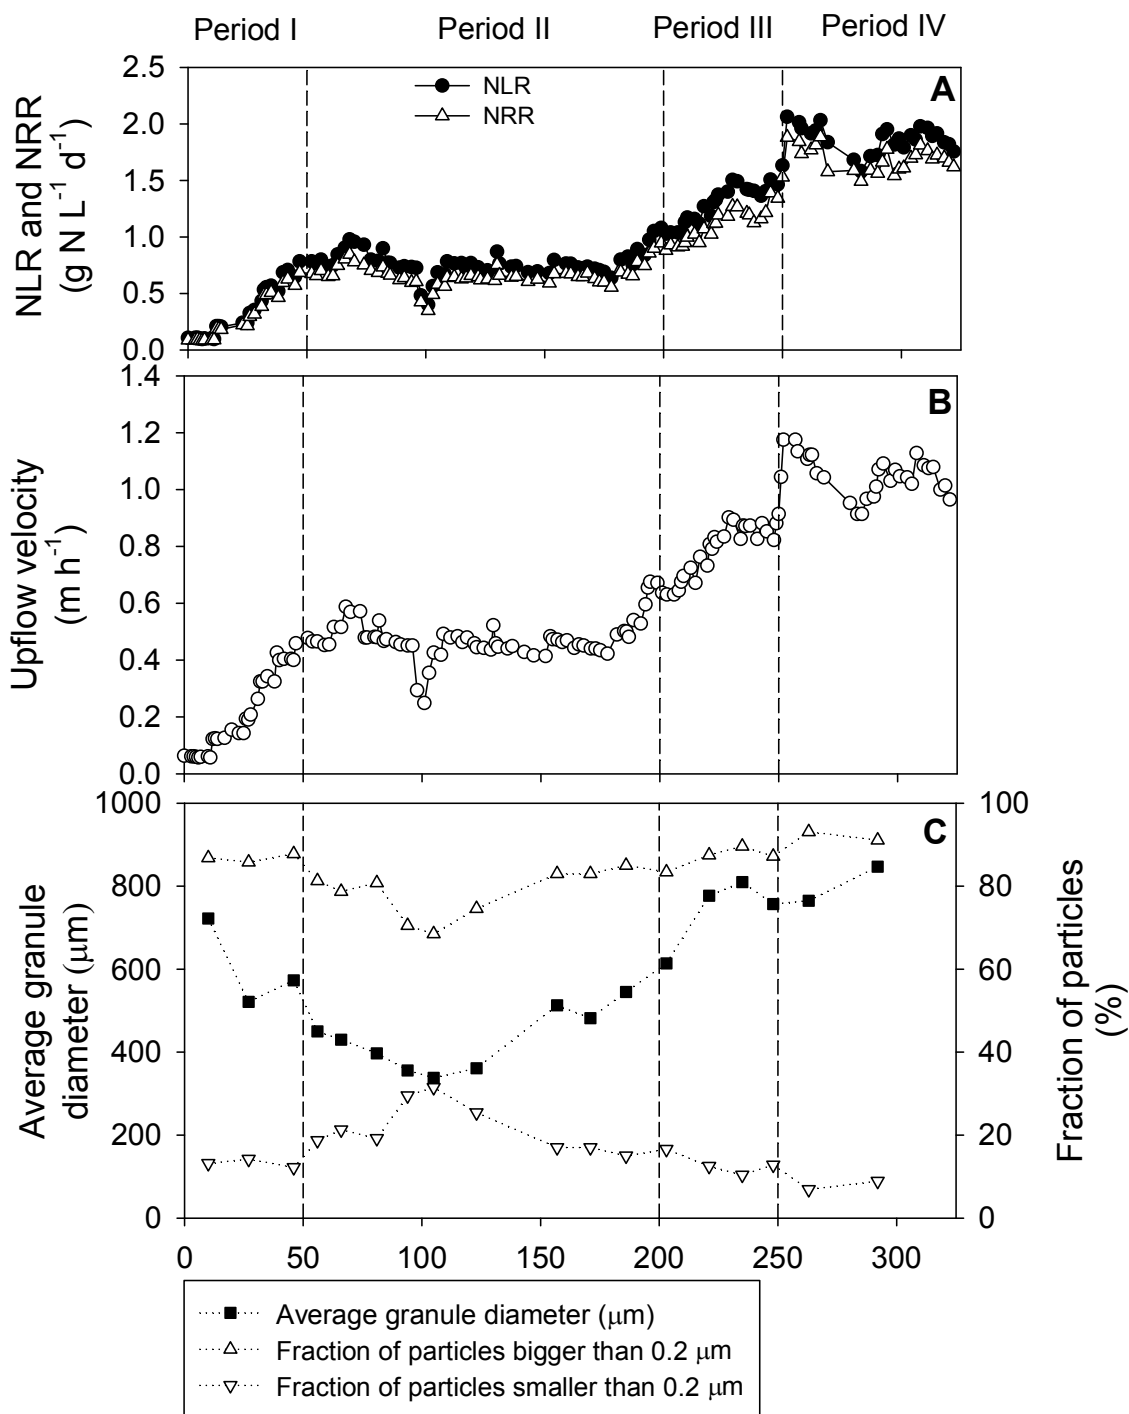 Period I Period II Period III Period IV
2.5
2.0
1.5
1.0
0.5
0.0
NLR and NRR
(g N L⁻¹ d⁻¹)
NLR
NRR
A
1.4
1.2
1.0
0.8
0.6
0.4
0.2
0.0
Upflow velocity
(m h⁻¹)
B
1000
800
600
400
200
0
Average granule
diameter (μm)
C
100
80
60
40
20
0
Fraction of particles
(%)
0 50 100 150 200 250 300
Average granule diameter (μm)
Fraction of particles bigger than 0.2 μm
Fraction of particles smaller than 0.2 μm